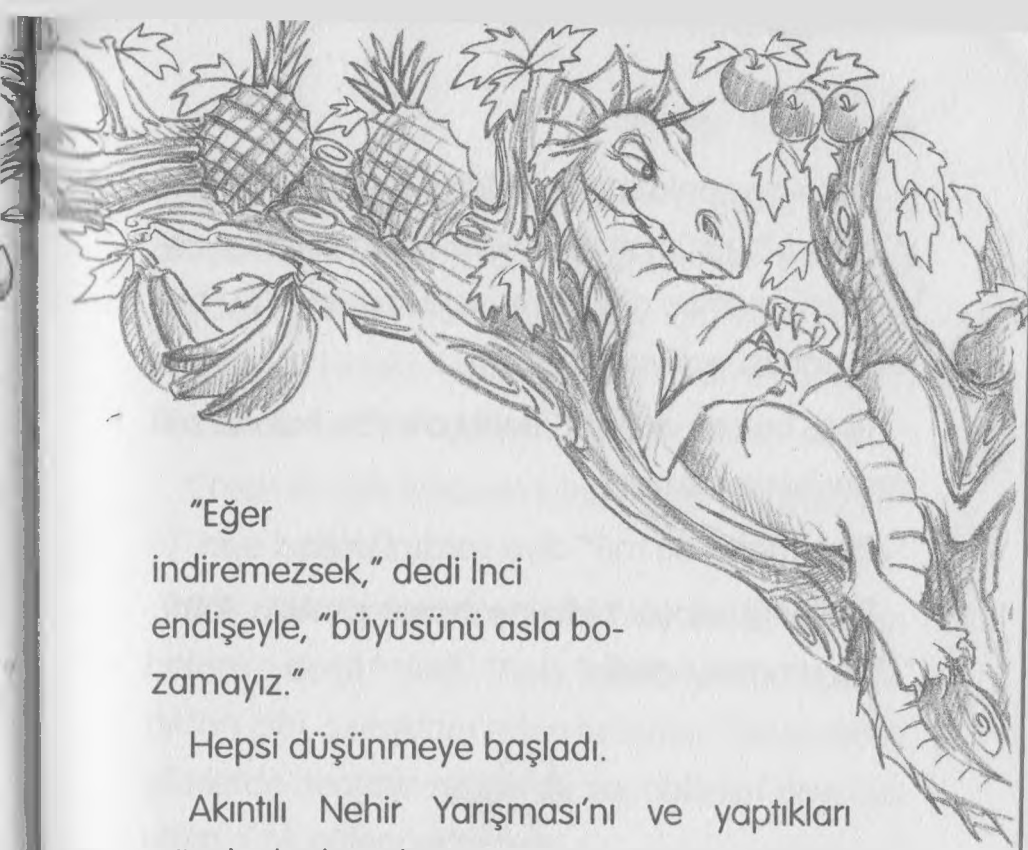 "Eğer
indiremezsek," dedi İnci
endişeyle, "büyüsünü asla bo-
zamayız."
Hepsi düşünmeye başladı.
Akıntılı Nehir Yarışması'nı ve yaptıkları